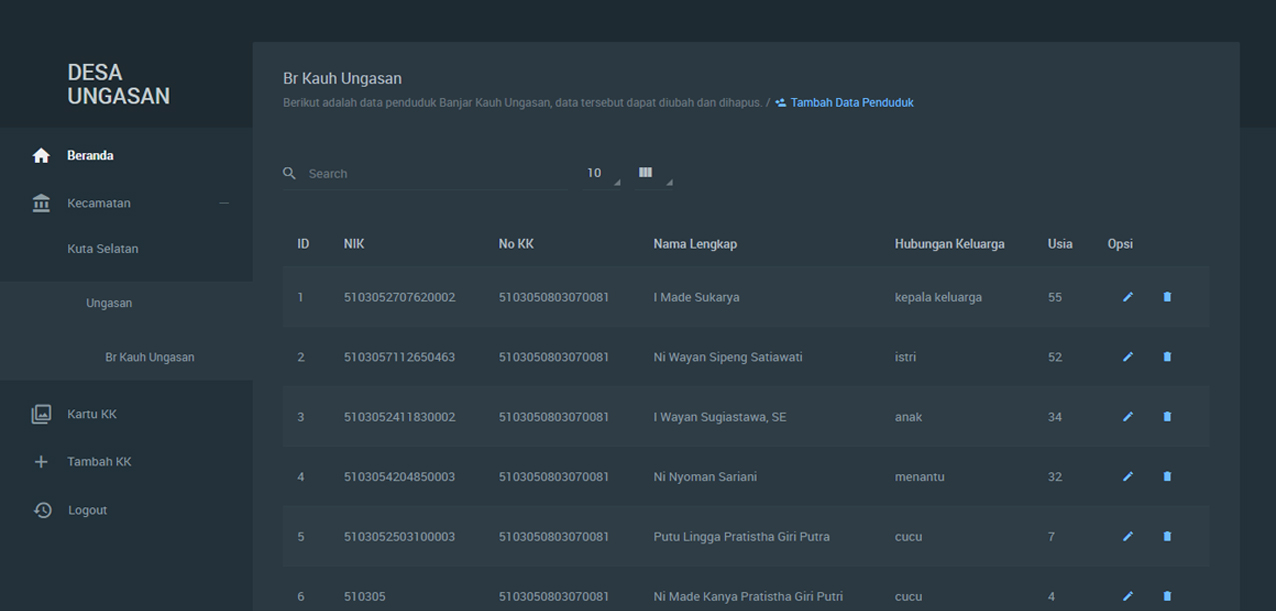 DESA
UNGASAN
Beranda
Kecamatan
Kuta Selatan
Ungasan
Br Kauh Ungasan
Kartu KK
Tambah KK
Logout
Br Kauh Ungasan
Berikut adalah data penduduk Banjar Kauh Ungasan, data tersebut dapat diubah dan dihapus. / Tambah Data Penduduk
Search 10
ID NIK No KK Nama Lengkap Hubungan Keluarga Usia Opsi
1 5103052707620002 5103050803070081 I Made Sukarya kepala keluarga 55
2 5103057112650463 5103050803070081 Ni Wayan Sipeng Satiawati istri 52
3 5103052411830002 5103050803070081 I Wayan Sugiastawa, SE anak 34
4 5103054204850003 5103050803070081 Ni Nyoman Sariani menantu 32
5 5103052503100003 5103050803070081 Putu Lingga Pratistha Giri Putra cucu 7
6 510305 5103050803070081 Ni Made Kanya Pratistha Giri Putri cucu 4